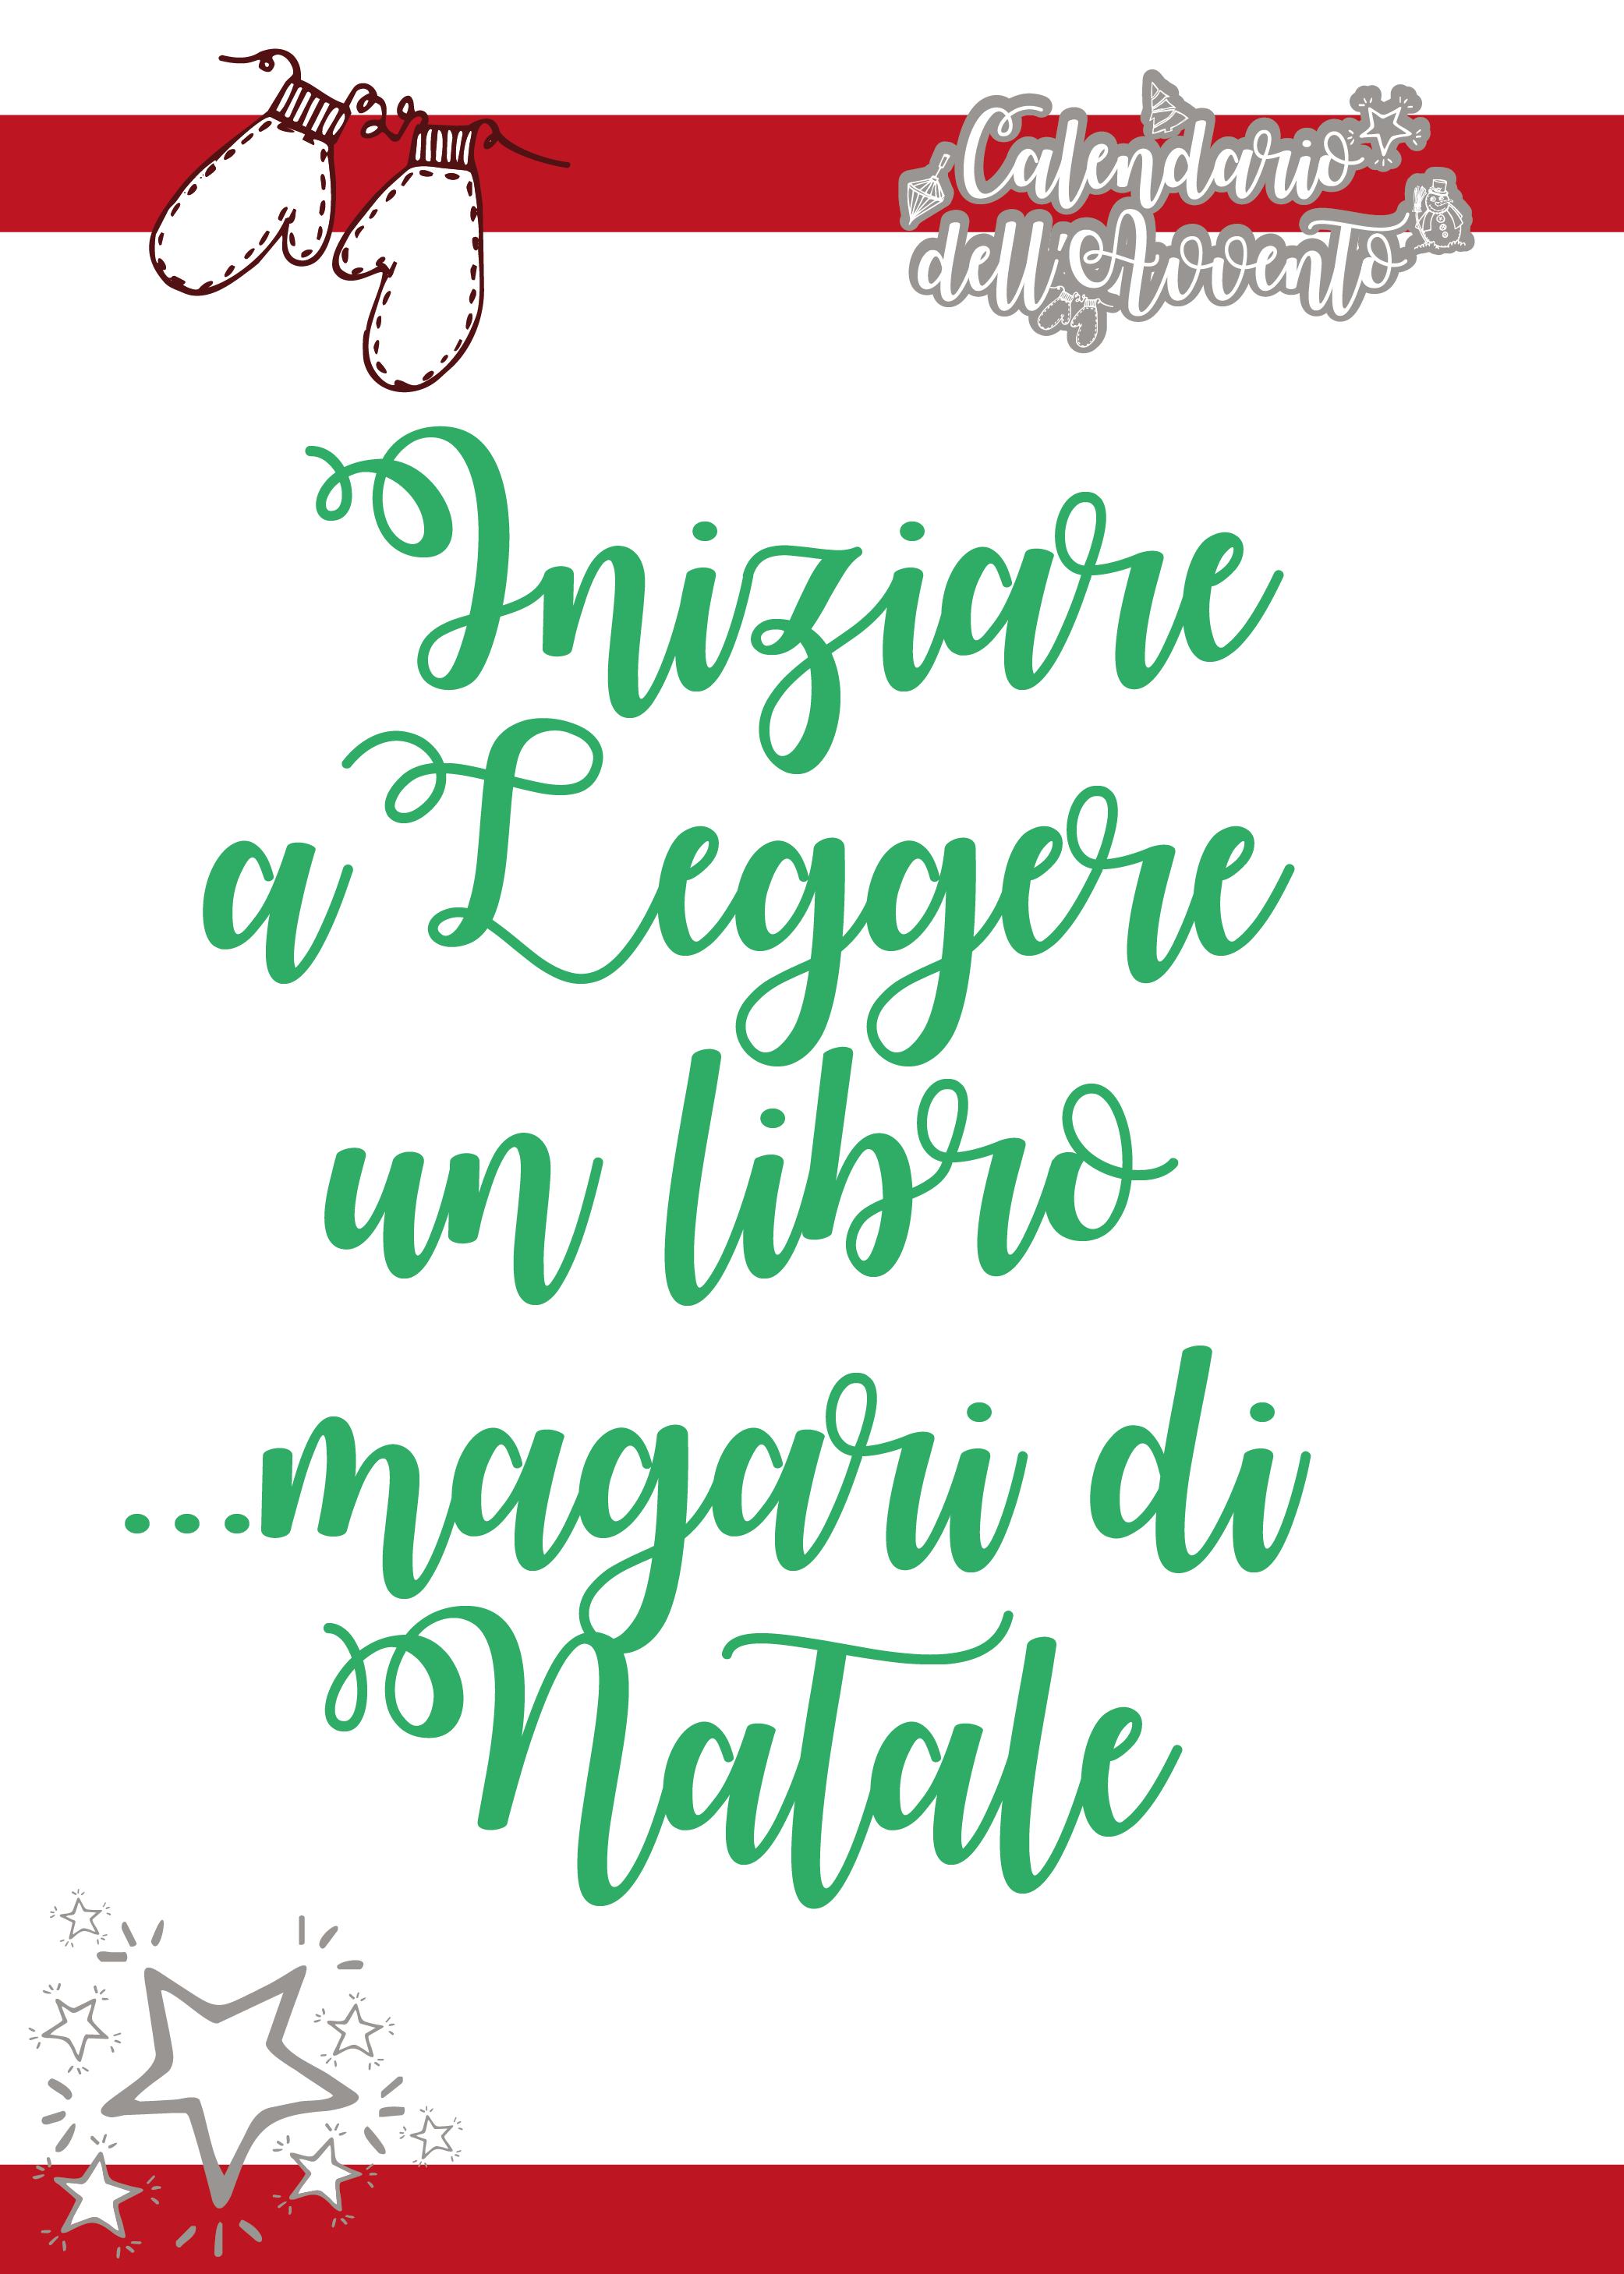 Calendario
dell'Avvento
Iniziare
a Leggere
un libro
...magari di
Natale